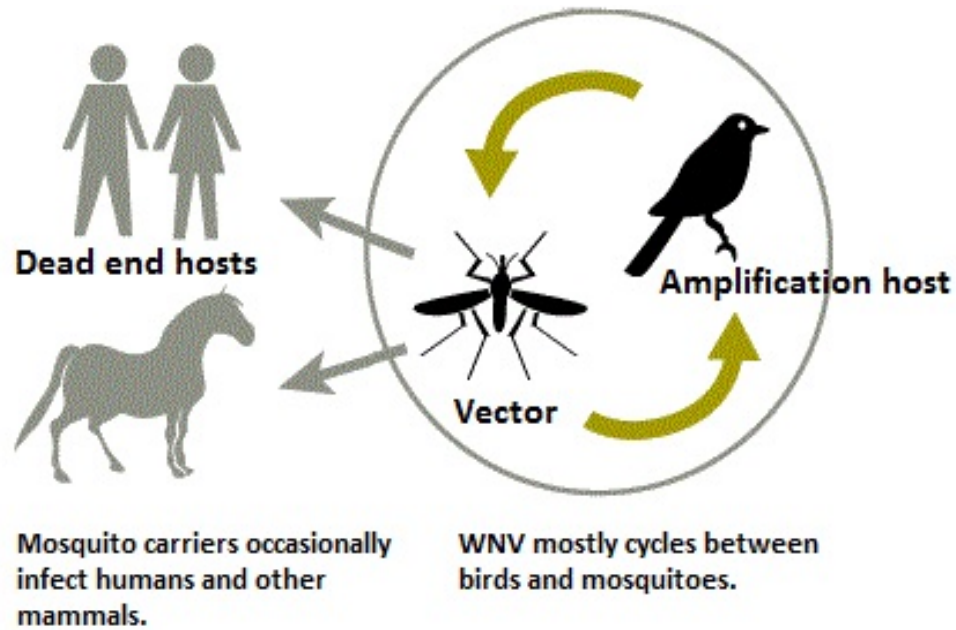 Dead end hosts
Amplification host
Vector
Mosquito carriers occasionally
infect humans and other
mammals.
WNV mostly cycles between
birds and mosquitoes.